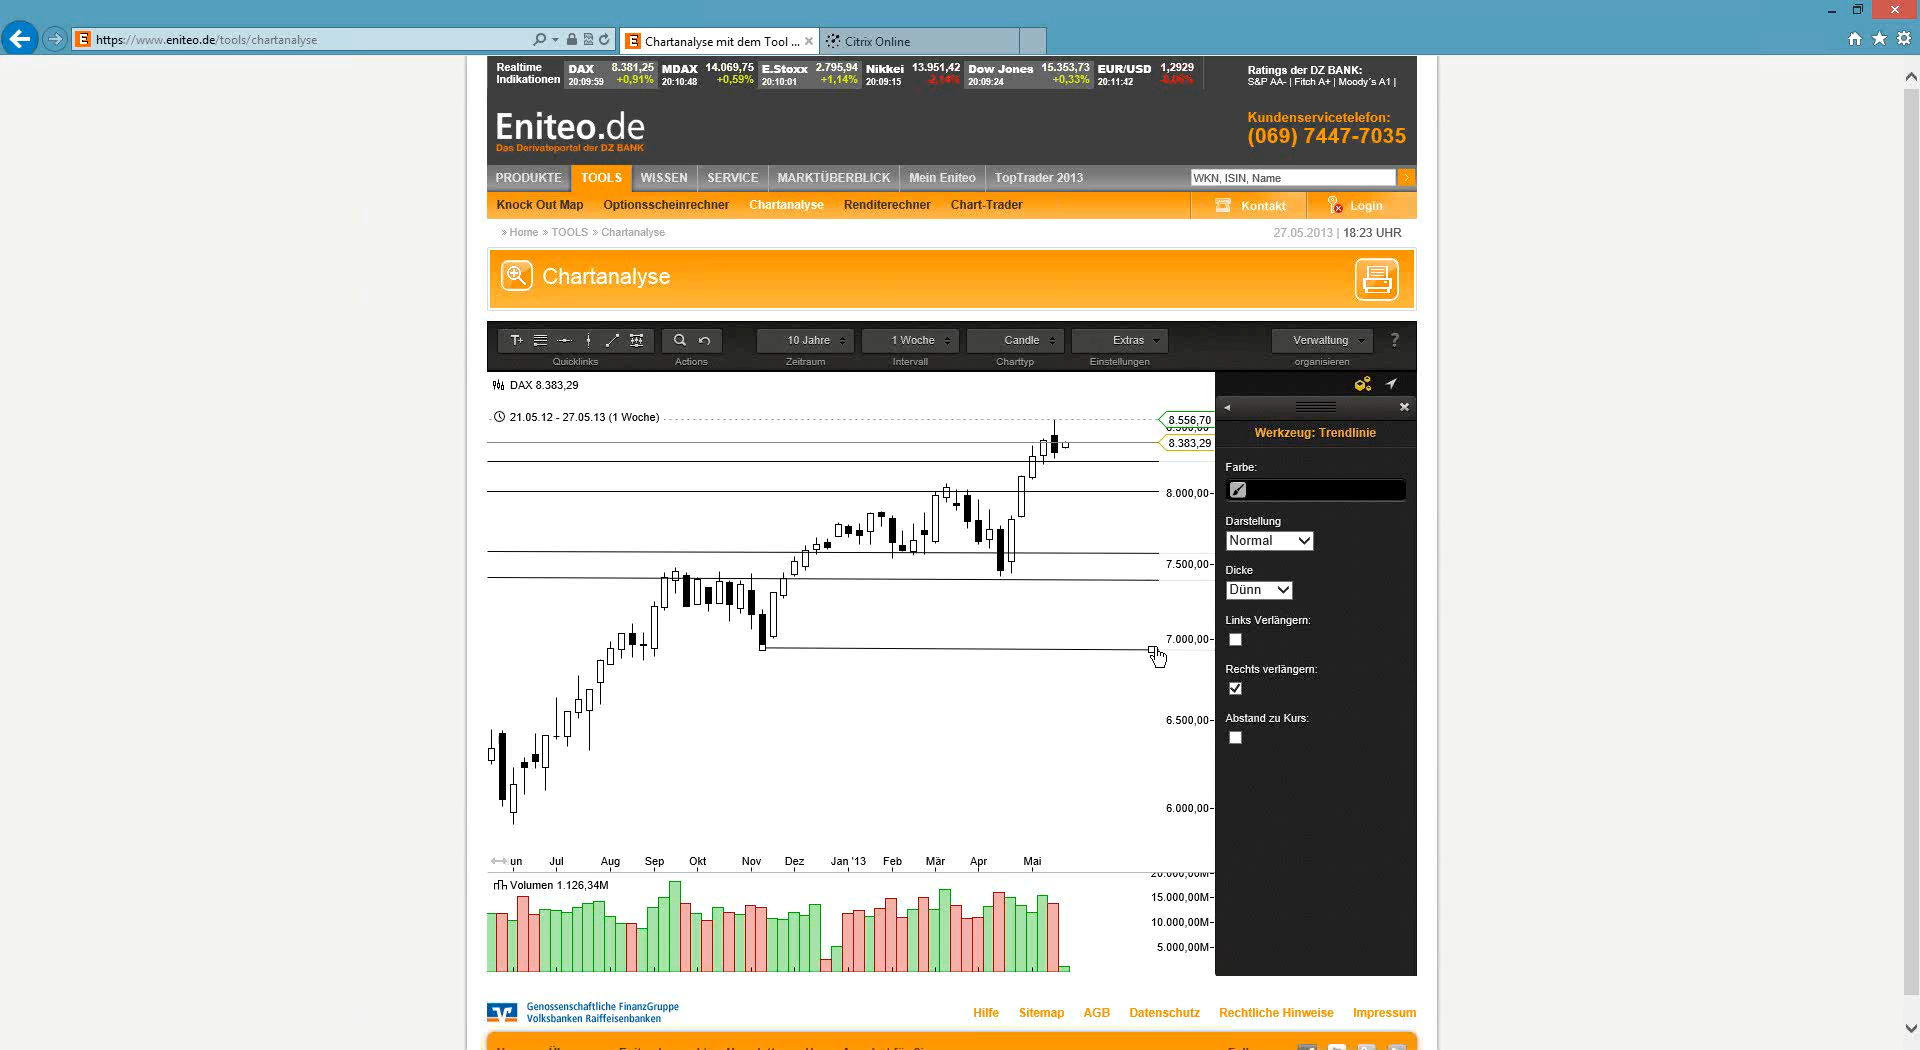 https://www.eniteo.de/tools/chartanalyse
Chartanalyse mit dem Tool ...
Citrix Online
Realtime Indikationen
DAX 8.381,25
20:09:59 +0,91%
MDAX 14.069,75
20:10:48 +0,59%
E.Stoxx 2.795,94
20:10:01 +1,14%
Nikkei 13.951,42
20:09:15
Dow Jones 15.353,73
20:09:24 +0,33%
EUR/USD 1,2929
20:11:42
Ratings der DZ BANK:
S&P AA- | Fitch A+ | Moody's A1 |
Eniteo.de
Das Derivateportal der DZ BANK
Kundenservicetelefon:
(069) 7447-7035
PRODUKTE TOOLS WISSEN SERVICE MARKTÜBERBLICK Mein Eniteo TopTrader 2013
WKN, ISIN, Name
Knock Out Map Optionsscheinrechner Chartanalyse Renditerechner Chart-Trader
Kontakt Login
» Home » TOOLS » Chartanalyse
27.05.2013 | 18:23 UHR
Chartanalyse
10 Jahre 1 Woche Candle Extras Verwaltung ?
Quicklinks Actions Zeitraum Intervall Charttyp Einstellungen organisieren
DAX 8.383,29
21.05.12 - 27.05.13 (1 Woche)
8.556,70
8.383,29
8.000,00
7.500,00
7.000,00
6.500,00
6.000,00
un Jul Aug Sep Okt Nov Dez Jan '13 Feb Mär Apr Mai
Volumen 1.126,34M
20.000,00M
15.000,00M
10.000,00M
5.000,00M
Werkzeug: Trendlinie
Farbe:
Darstellung
Normal
Dicke
Dünn
Links Verlängern:
Rechts verlängern:
Abstand zu Kurs:
Genossenschaftliche FinanzGruppe
Volksbanken Raiffeisenbanken
Hilfe Sitemap AGB Datenschutz Rechtliche Hinweise Impressum